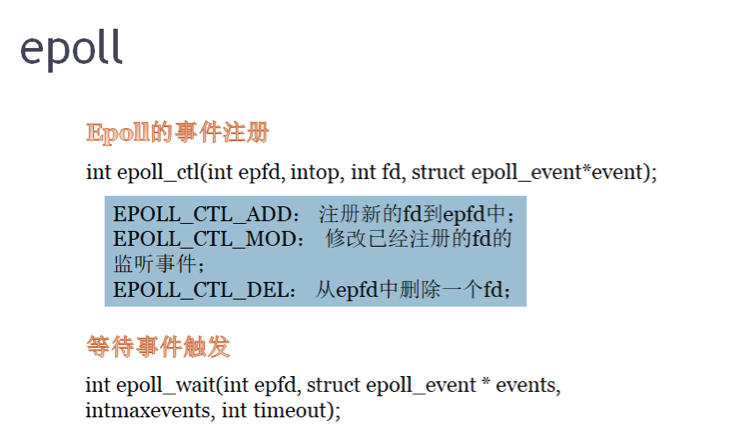 epoll
Epoll的事件注册
int epoll_ctl(int epfd, intop, int fd, struct epoll_event*event);
EPOLL_CTL_ADD： 注册新的fd到epfd中；
EPOLL_CTL_MOD： 修改已经注册的fd的
监听事件；
EPOLL_CTL_DEL： 从epfd中删除一个fd；
等待事件触发
int epoll_wait(int epfd, struct epoll_event * events,
intmaxevents, int timeout);